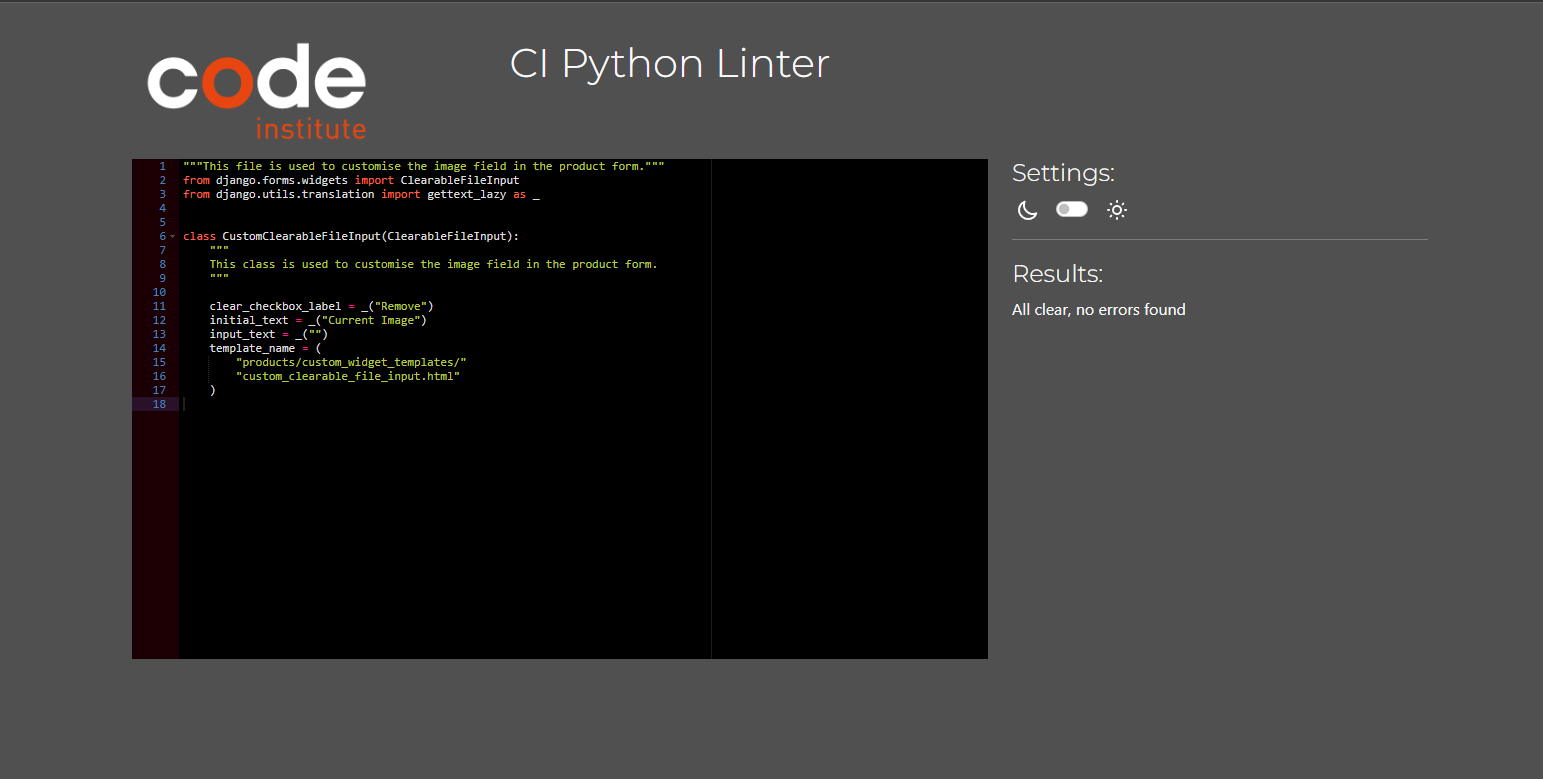 code
institute
CI Python Linter
1 """This file is used to customise the image field in the product form."""
2 from django.forms.widgets import ClearableFileInput
3 from django.utils.translation import gettext_lazy as _
4
5
6 class CustomClearableFileInput(ClearableFileInput):
7     """
8     This class is used to customise the image field in the product form.
9     """
10
11     clear_checkbox_label = _("Remove")
12     initial_text = _("Current Image")
13     input_text = _("")
14     template_name = (
15         "products/custom_widget_templates/"
16         "custom_clearable_file_input.html"
17     )
18
Settings:
Results:
All clear, no errors found